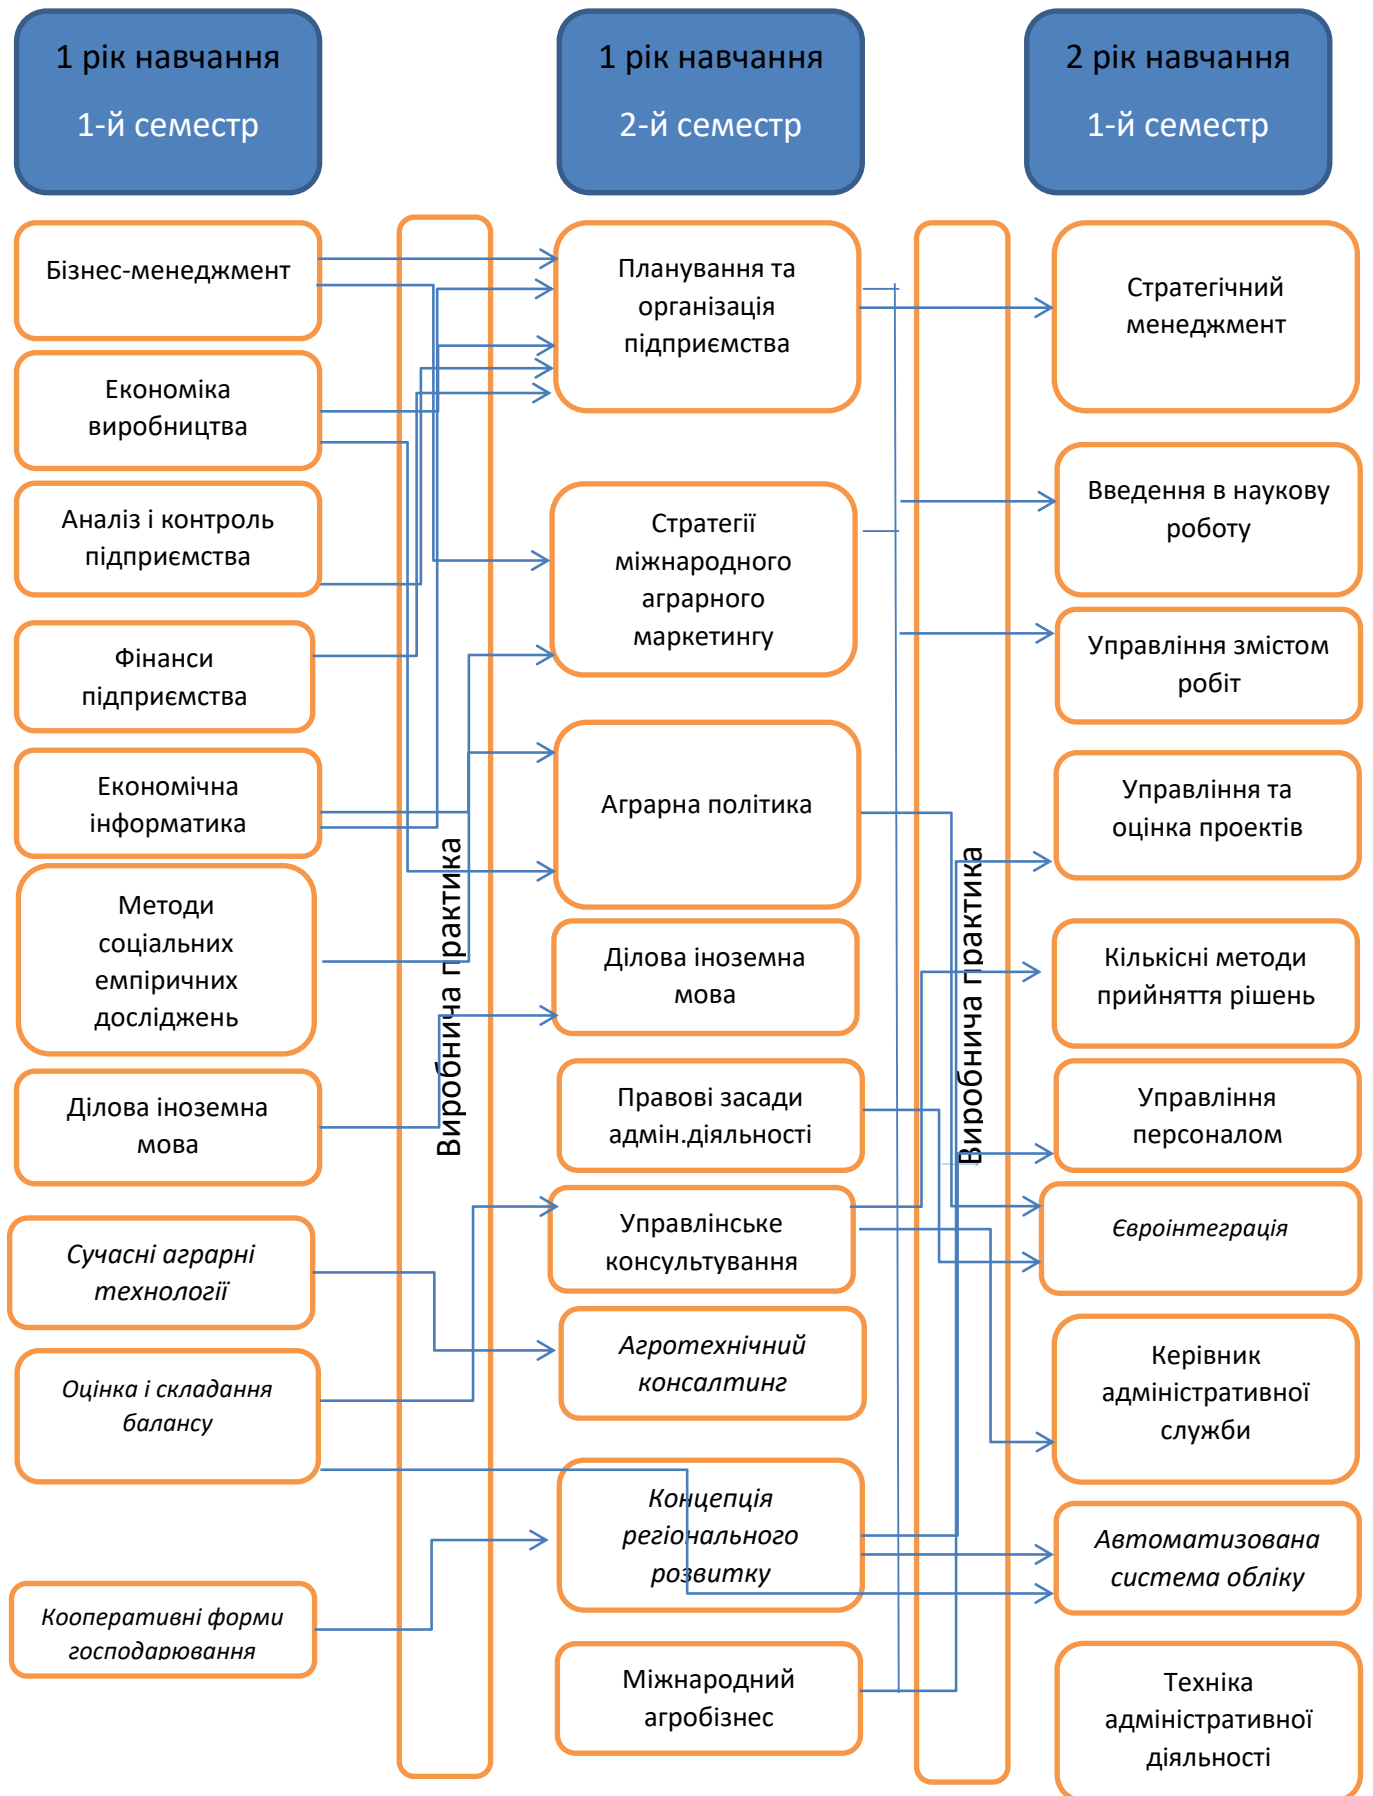 1 рік навчання
1-й семестр
1 рік навчання
2-й семестр
2 рік навчання
1-й семестр
Бізнес-менеджмент
Економіка
виробництва
Аналіз і контроль
підприємства
Фінанси
підприємства
Економічна
інформатика
Методи
соціальних
емпіричних
досліджень
Ділова іноземна
мова
Сучасні аграрні
технології
Оцінка і складання
балансу
Кооперативні форми
господарювання
Виробнича практика
Планування та
організація
підприємства
Стратегії
міжнародного
аграрного
маркетингу
Аграрна політика
Ділова іноземна
мова
Правові засади
адмін.діяльності
Управлінське
консультування
Агротехнічний
консалтинг
Концепція
регіонального
розвитку
Міжнародний
агробізнес
Виробнича практика
Стратегічний
менеджмент
Введення в наукову
роботу
Управління змістом
робіт
Управління та
оцінка проектів
Кількісні методи
прийняття рішень
Управління
персоналом
Євроінтеграція
Керівник
адміністративної
служби
Автоматизована
система обліку
Техніка
адміністративної
діяльності